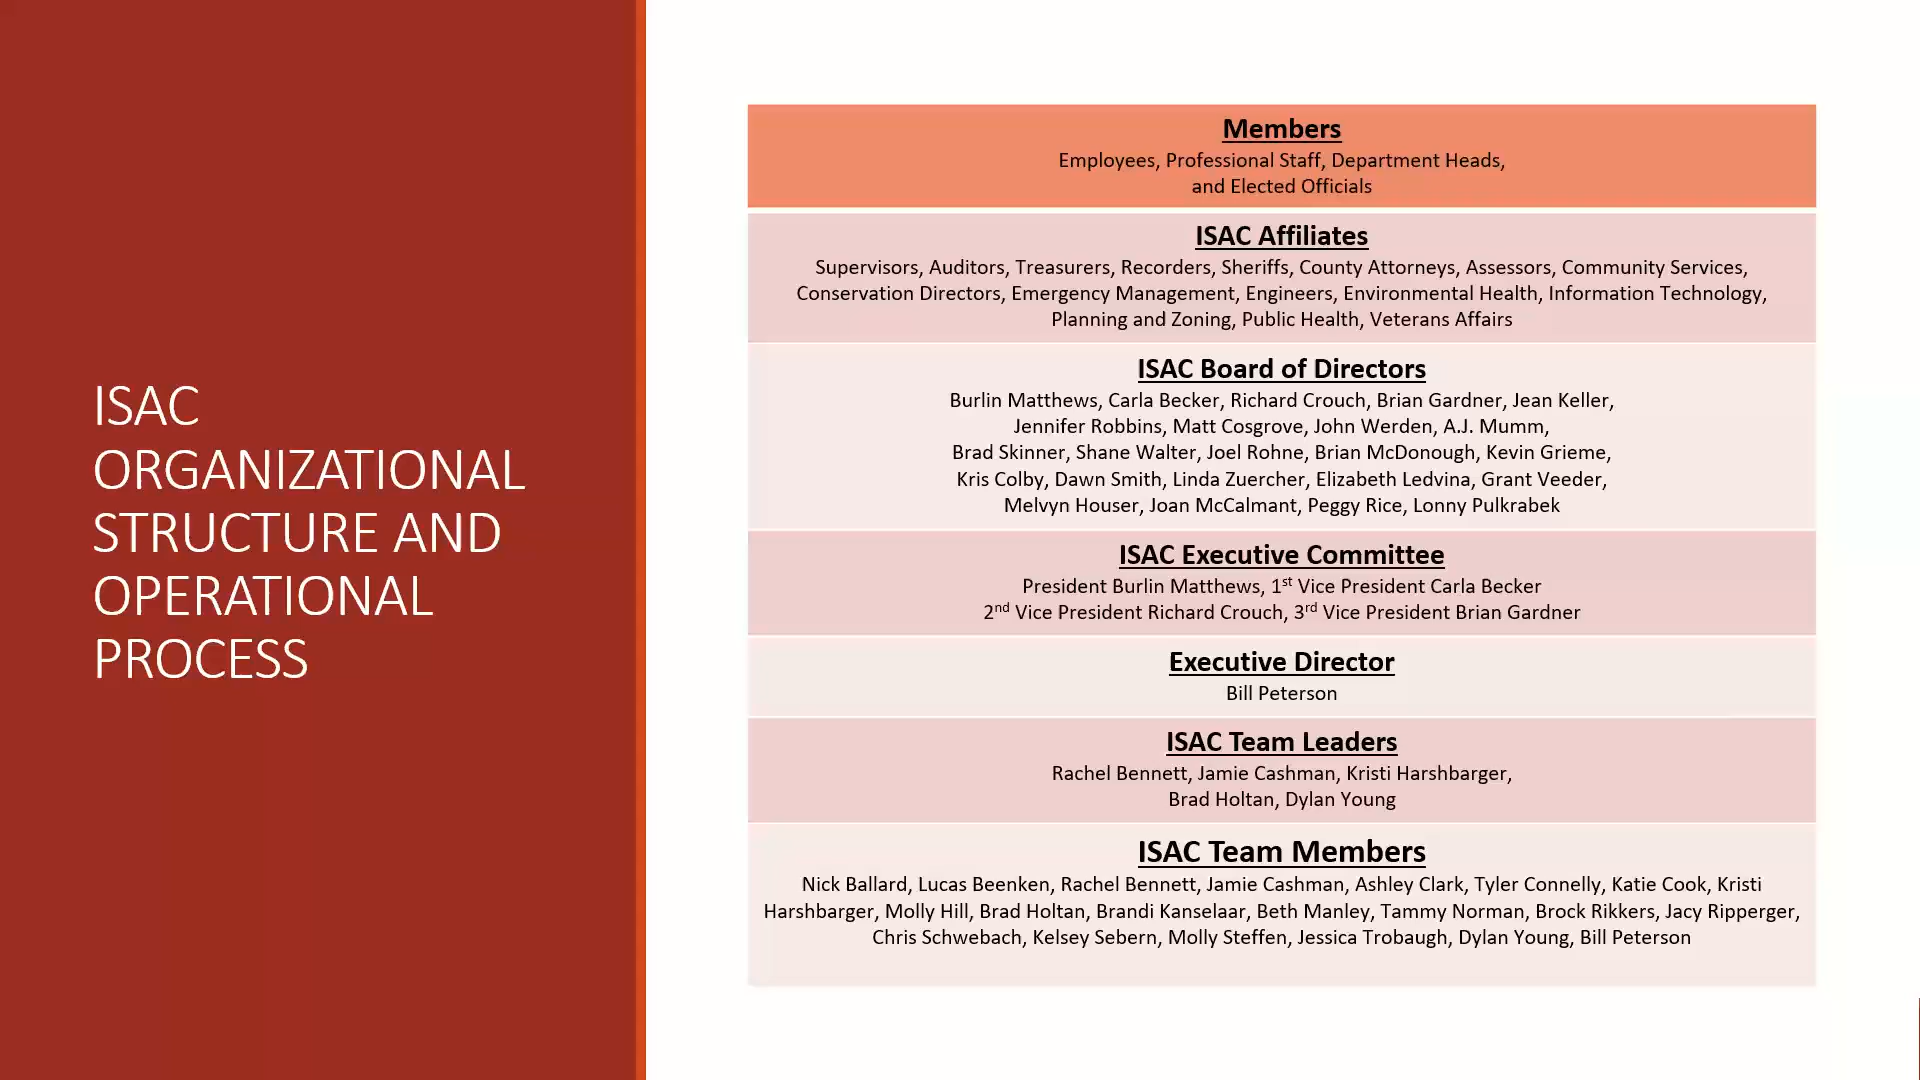 ISAC
ORGANIZATIONAL
STRUCTURE AND
OPERATIONAL
PROCESS
Members
Employees, Professional Staff, Department Heads,
and Elected Officials
ISAC Affiliates
Supervisors, Auditors, Treasurers, Recorders, Sheriffs, County Attorneys, Assessors, Community Services,
Conservation Directors, Emergency Management, Engineers, Environmental Health, Information Technology,
Planning and Zoning, Public Health, Veterans Affairs
ISAC Board of Directors
Burlin Matthews, Carla Becker, Richard Crouch, Brian Gardner, Jean Keller,
Jennifer Robbins, Matt Cosgrove, John Werden, A.J. Mumm,
Brad Skinner, Shane Walter, Joel Rohne, Brian McDonough, Kevin Grieme,
Kris Colby, Dawn Smith, Linda Zuercher, Elizabeth Ledvina, Grant Veeder,
Melvyn Houser, Joan McCalmant, Peggy Rice, Lonny Pulkrabek
ISAC Executive Committee
President Burlin Matthews, 1st Vice President Carla Becker
2nd Vice President Richard Crouch, 3rd Vice President Brian Gardner
Executive Director
Bill Peterson
ISAC Team Leaders
Rachel Bennett, Jamie Cashman, Kristi Harshbarger,
Brad Holtan, Dylan Young
ISAC Team Members
Nick Ballard, Lucas Beenken, Rachel Bennett, Jamie Cashman, Ashley Clark, Tyler Connelly, Katie Cook, Kristi
Harshbarger, Molly Hill, Brad Holtan, Brandi Kanselaar, Beth Manley, Tammy Norman, Brock Rikkers, Jacy Ripperger,
Chris Schwebach, Kelsey Sebern, Molly Steffen, Jessica Trobaugh, Dylan Young, Bill Peterson